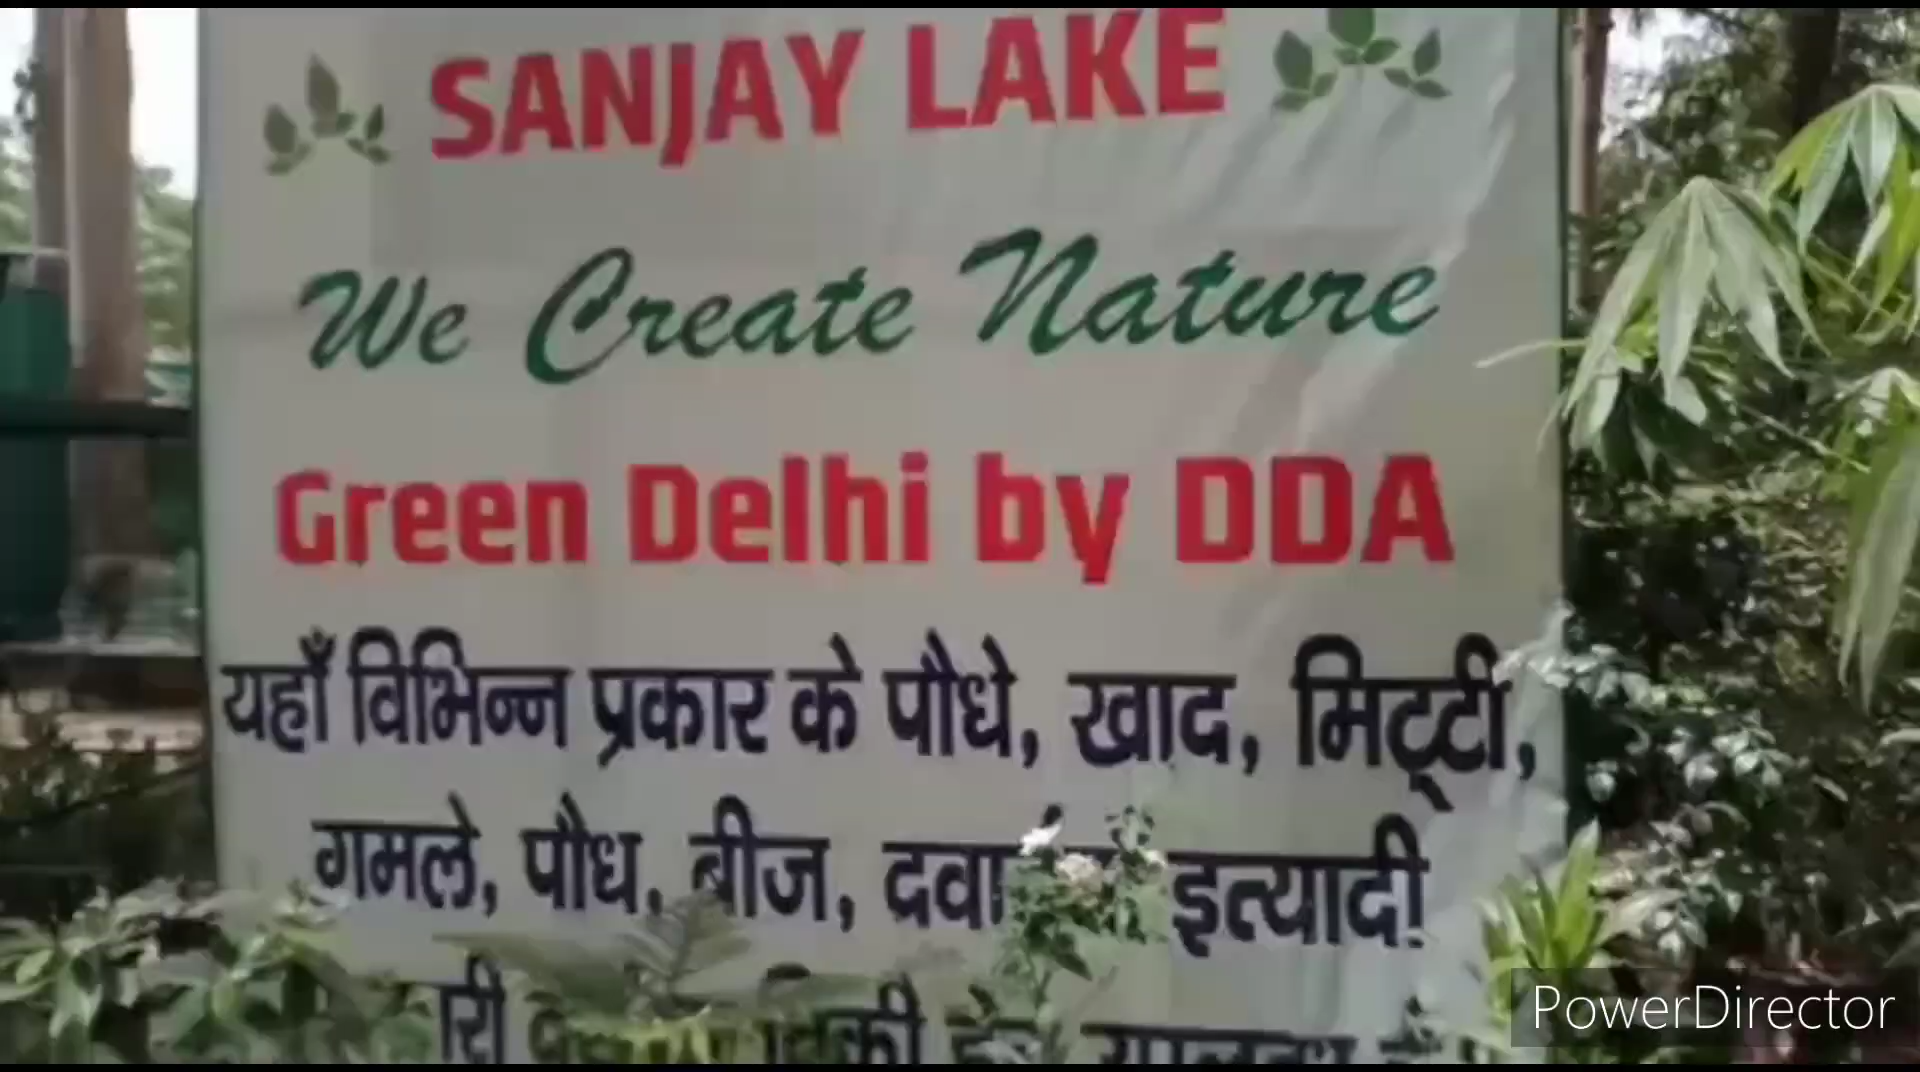 SANJAY LAKE
We Create Nature
Green Delhi by DDA
यहाँ विभिन्न प्रकार के पौधे, खाद, मिट्टी,
गमले, पौध, बीज, इत्यादी!
PowerDirector